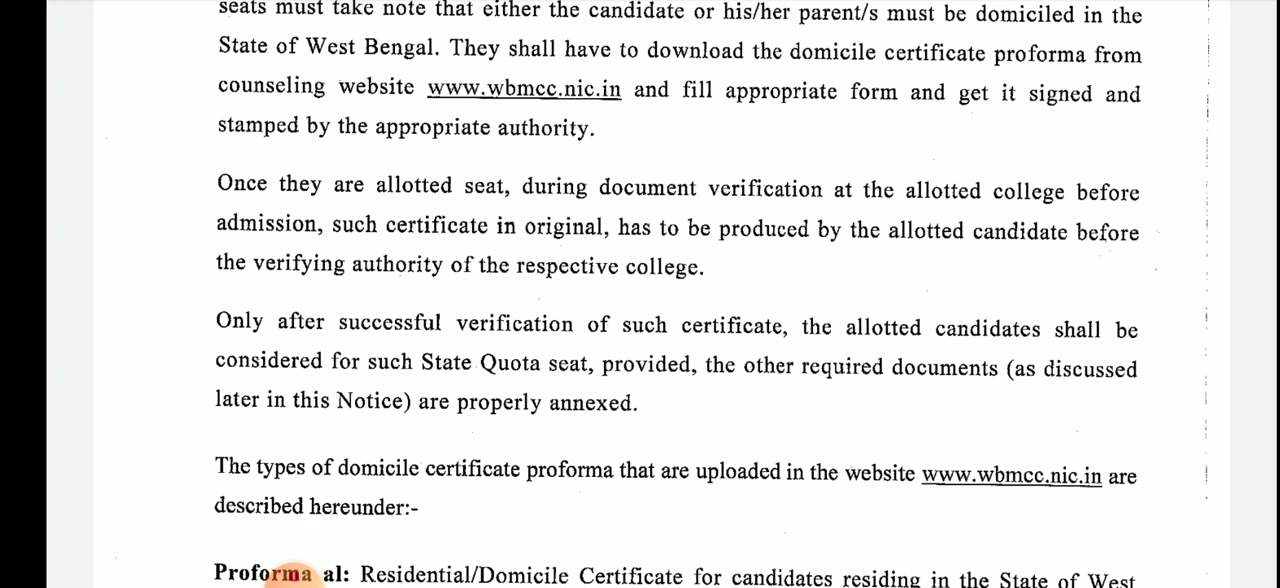 seats must take note that either the candidate or his/her parent/s must be domiciled in the
State of West Bengal. They shall have to download the domicile certificate proforma from
counseling website www.wbmcc.nic.in and fill appropriate form and get it signed and
stamped by the appropriate authority.
Once they are allotted seat, during document verification at the allotted college before
admission, such certificate in original, has to be produced by the allotted candidate before
the verifying authority of the respective college.
Only after successful verification of such certificate, the allotted candidates shall be
considered for such State Quota seat, provided, the other required documents (as discussed
later in this Notice) are properly annexed.
The types of domicile certificate proforma that are uploaded in the website www.wbmcc.nic.in are
described hereunder:-
Proforma al: Residential/Domicile Certificate for candidates residing in the State of West